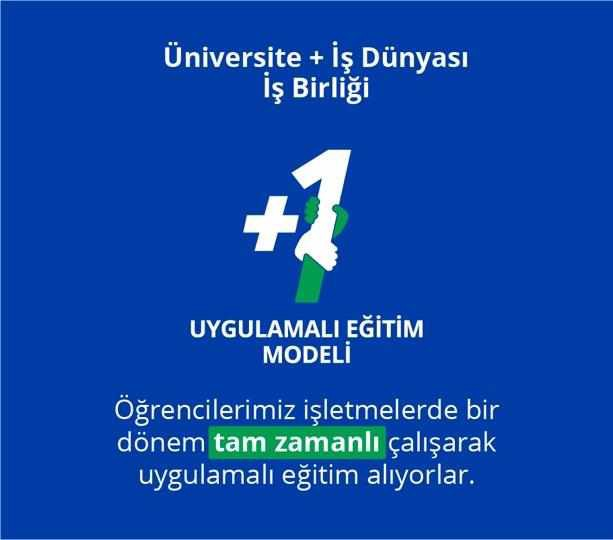 Üniversite + İş Dünyası
İş Birliği
+1
UYGULAMALI EĞİTİM
MODELİ
Öğrencilerimiz işletmelerde bir
dönem tam zamanlı çalışarak
uygulamalı eğitim alıyorlar.